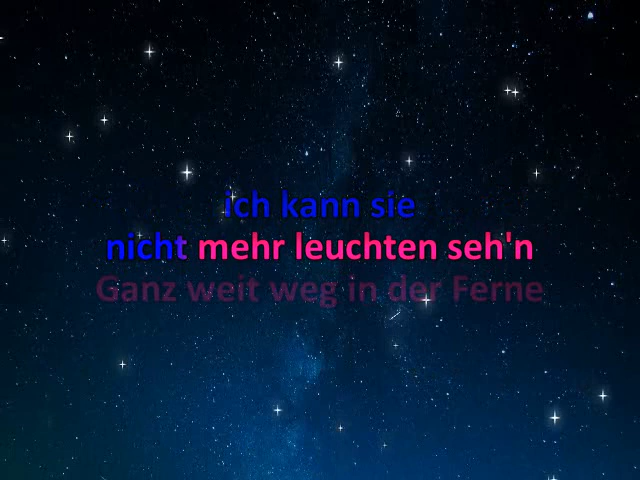 ich kann sie
nicht mehr leuchten seh'n
Ganz weit weg in der Ferne